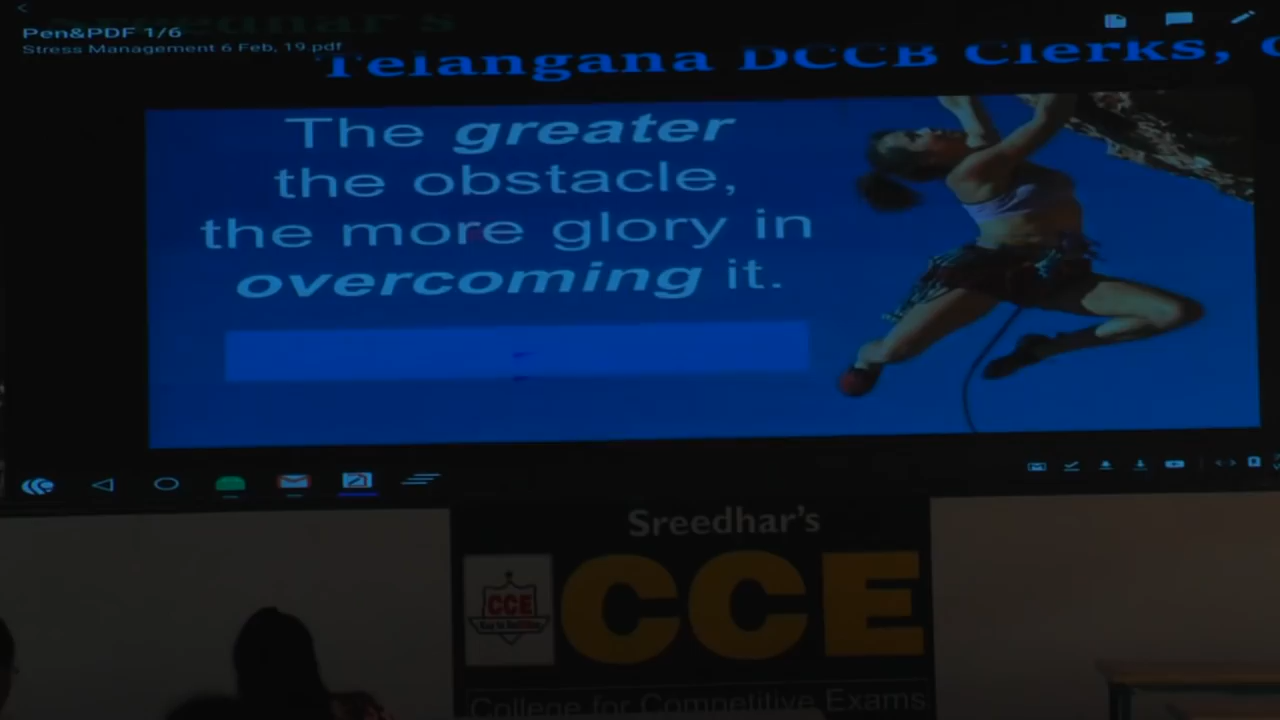 Sreedhar's
Pen&PDF 1/6
Stress Management 6 Feb, 19.pdf
Telangana DCCB Clerks,
The greater
the obstacle,
the more glory in
overcoming it.
Sreedhar's
CCE
CCE
College for Competitive Exams